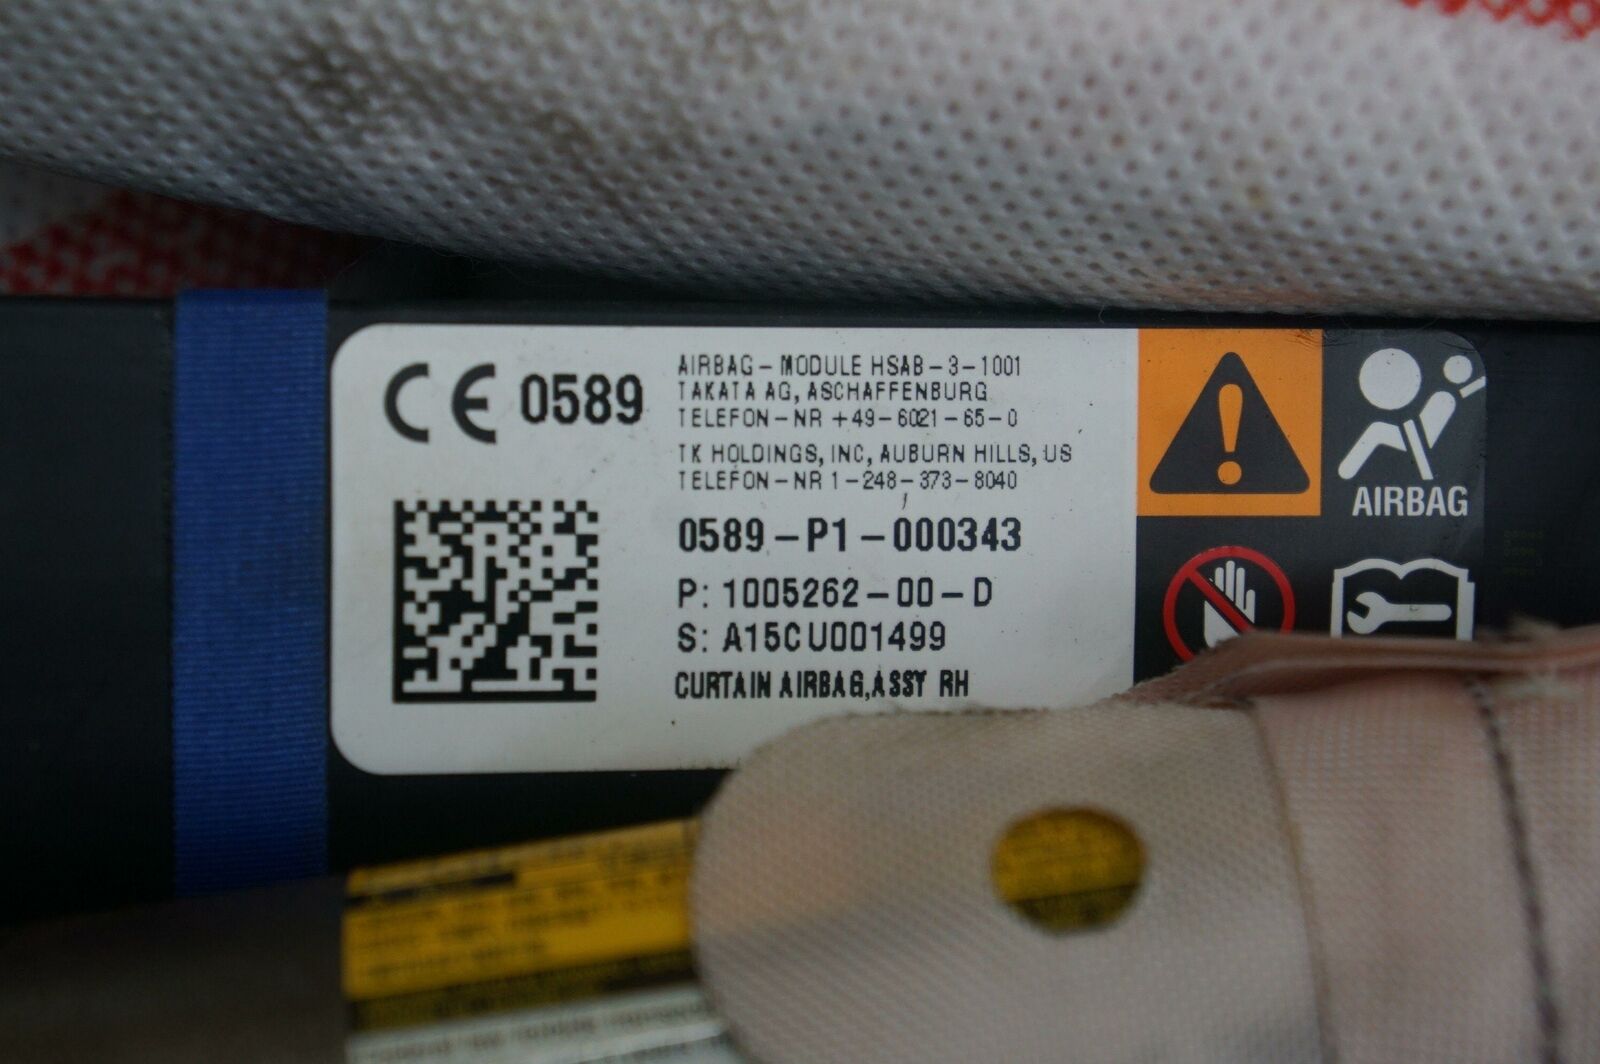 CE 0589
AIRBAG-MODULE HSAB-3-1001
TAKATA AG, ASCHAFFENBURG
TELEFON-NR +49-6021-65-0
TK HOLDINGS, INC, AUBURN HILLS, US
TELEFON-NR 1-248-373-8040
0589-P1-000343
P: 1005262-00-D
S: A15CU001499
CURTAIN AIRBAG,ASSY RH
AIRBAG